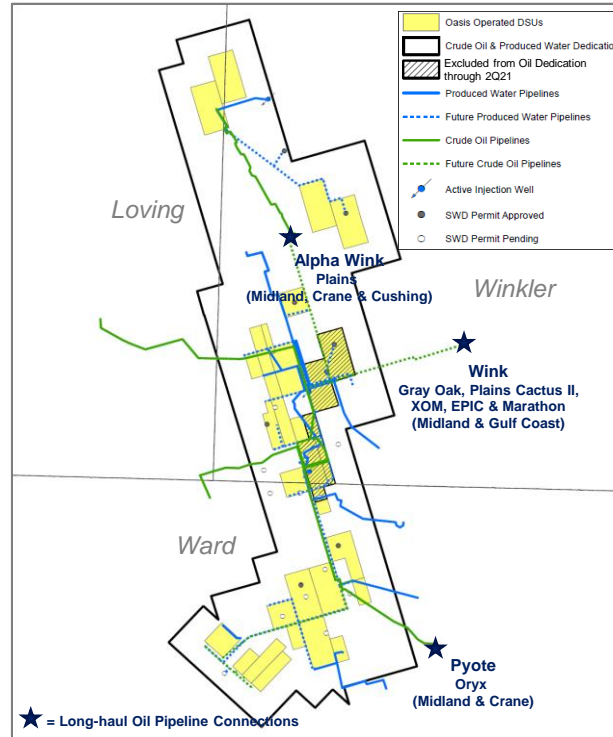 Oasis Operated DSUs
Crude Oil & Produced Water Dedicatio
Excluded from Oil Dedication
through 2Q21
Produced Water Pipelines
Future Produced Water Pipelines
Crude Oil Pipelines
Future Crude Oil Pipelines
Active Injection Well
SWD Permit Approved
SWD Permit Pending
Loving
Alpha Wink
Plains
(Midland, Crane & Cushing)
Winkler
Wink
Gray Oak, Plains Cactus II,
XOM, EPIC & Marathon
(Midland & Gulf Coast)
Ward
Pyote
Oryx
(Midland & Crane)
= Long-haul Oil Pipeline Connections